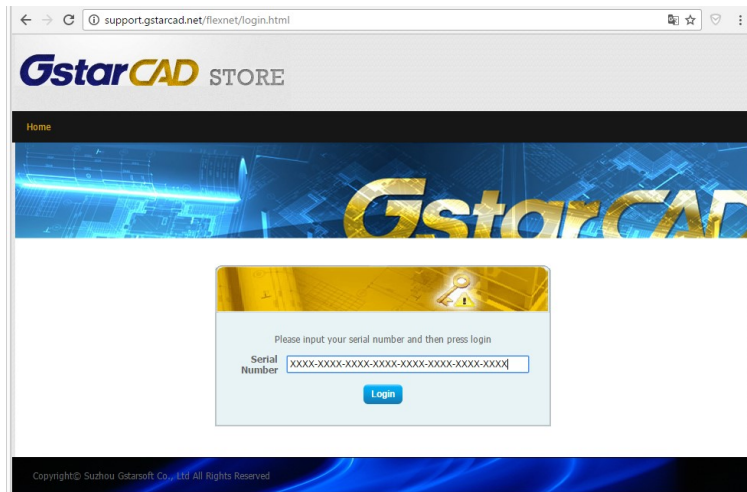 support.gstarcad.net/flexnet/login.html
GstarCAD STORE
Home
GstarCAD
Please input your serial number and then press login
Serial
Number
XXXX-XXXX-XXXX-XXXX-XXXX-XXXX-XXXX-XXXX
Login
Copyright© Suzhou Gstarsoft Co., Ltd All Rights Reserved